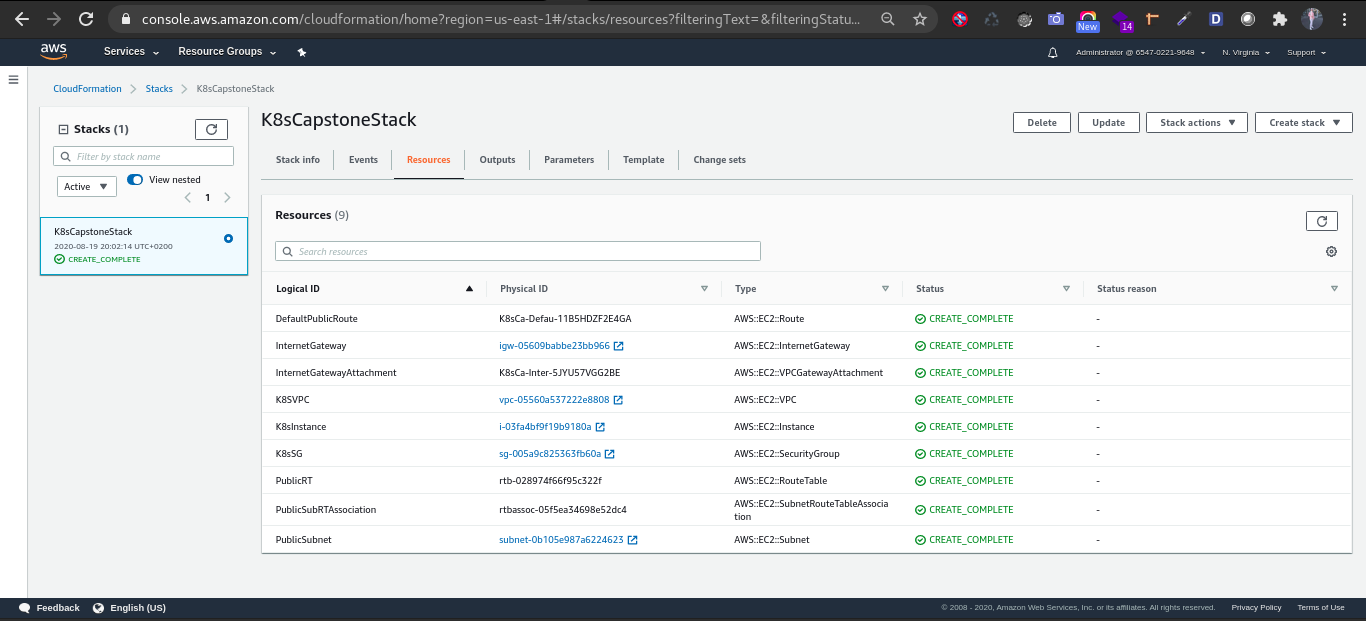 console.aws.amazon.com/cloudformation/home?region=us-east-1#/stacks/resources?filteringText=&filteringStatu...
New
14
D
aws
Services
Resource Groups
Administrator @ 6547-0221-9648
N. Virginia
Support
CloudFormation
Stacks
K8sCapstoneStack
Stacks (1)
Filter by stack name
Active
View nested
1
K8sCapstoneStack
2020-08-19 20:02:14 UTC+0200
CREATE_COMPLETE
K8sCapstoneStack
Delete
Update
Stack actions
Create stack
Stack info
Events
Resources
Outputs
Parameters
Template
Change sets
Resources (9)
Search resources
Logical ID Physical ID Type Status Status reason
DefaultPublicRoute K8sCa-Defau-11B5HDZF2E4GA AWS::EC2::Route CREATE_COMPLETE -
InternetGateway igw-05609babbe23bb966 AWS::EC2::InternetGateway CREATE_COMPLETE -
InternetGatewayAttachment K8sCa-Inter-5JYU57VGG2BE AWS::EC2::VPCGatewayAttachment CREATE_COMPLETE -
K8SVPC vpc-05560a537222e8808 AWS::EC2::VPC CREATE_COMPLETE -
K8sInstance i-03fa4bf9f19b9180a AWS::EC2::Instance CREATE_COMPLETE -
K8sSG sg-005a9c825363fb60a AWS::EC2::SecurityGroup CREATE_COMPLETE -
PublicRT rtb-028974f66f95c322f AWS::EC2::RouteTable CREATE_COMPLETE -
PublicSubRTAssociation rtbassoc-05f5ea34698e52dc4 AWS::EC2::SubnetRouteTableAssocia
tion CREATE_COMPLETE -
PublicSubnet subnet-0b105e987a6224623 AWS::EC2::Subnet CREATE_COMPLETE -
Feedback
English (US)
© 2008 - 2020, Amazon Web Services, Inc. or its affiliates. All rights reserved.
Privacy Policy
Terms of Use